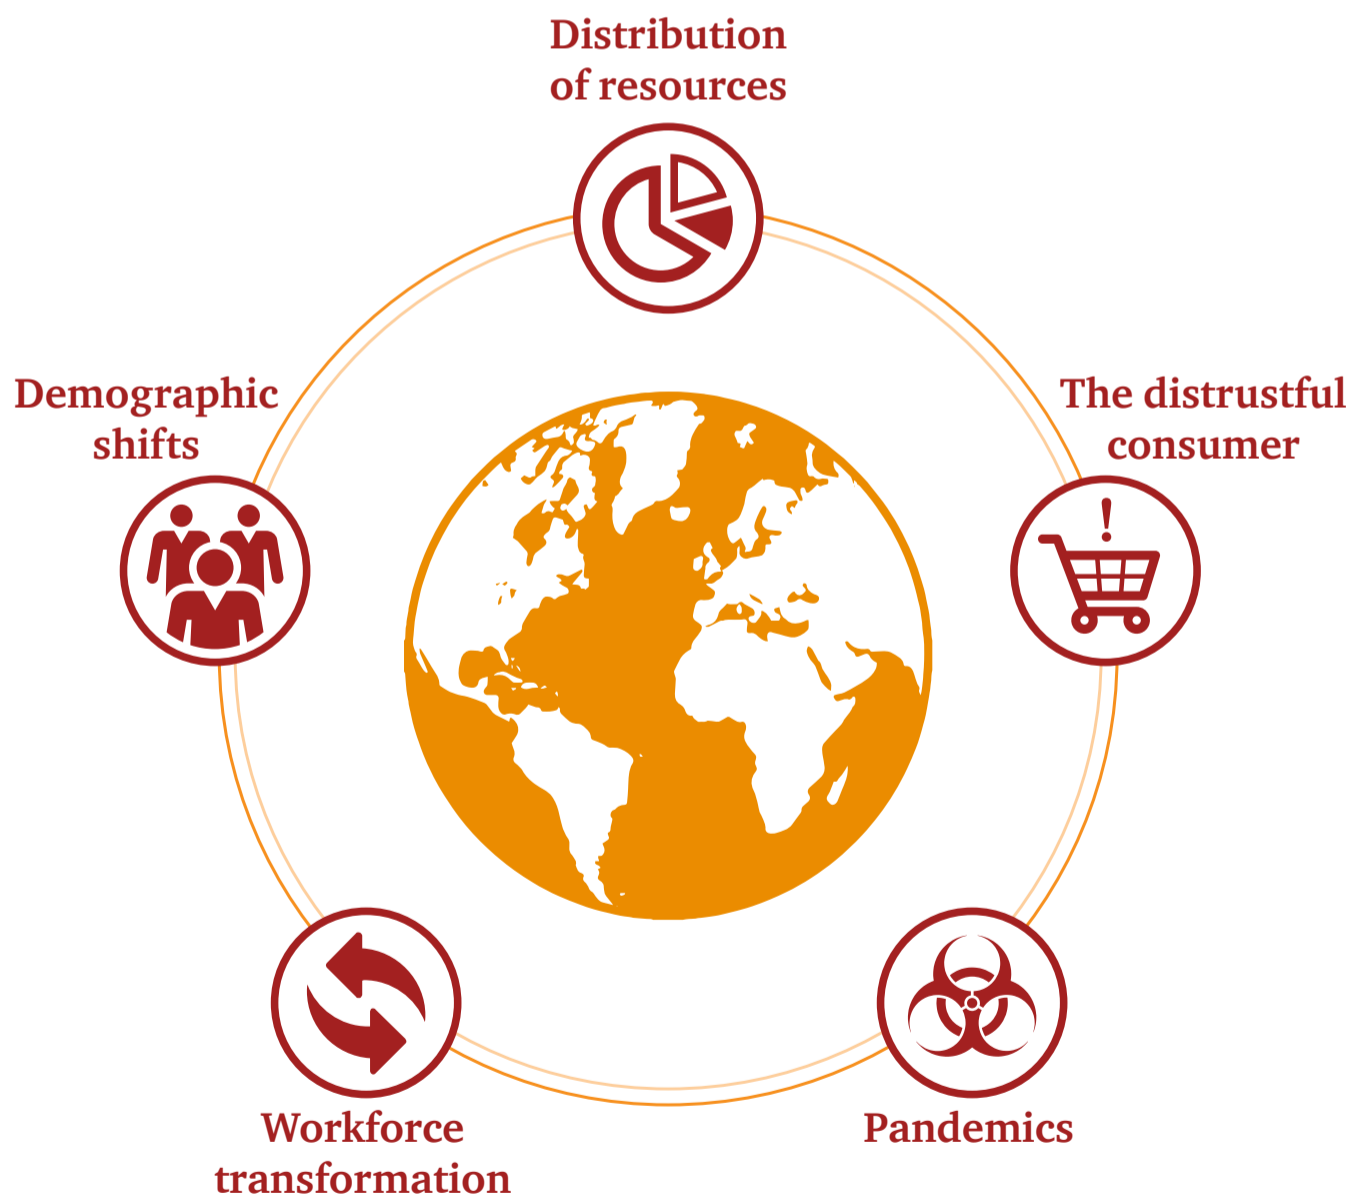 Distribution
of resources
Demographic
shifts
The distrustful
consumer
Workforce
transformation
Pandemics